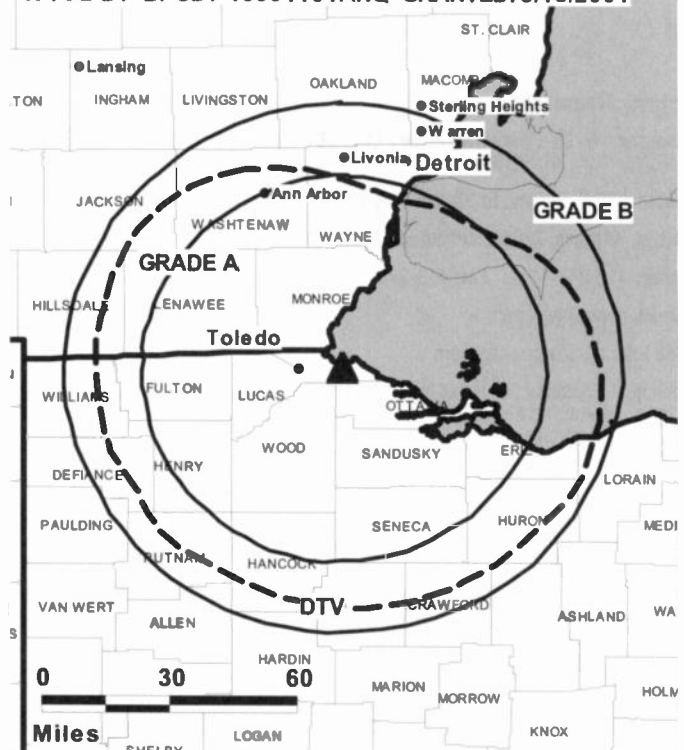 ST. CLAIR
Lansing
OAKLAND
MACOMB
TON
INGHAM
LIVINGSTON
Sterling Heights
Warren
Livonia
Detroit
Ann Arbor
JACKSON
GRADE B
WASHTENAW
WAYNE
GRADE A
MONROE
HILLSDALE
LENAWEE
Toledo
WILLIAMS
FULTON
LUCAS
OTTAWA
WOOD
SANDUSKY
ERIE
HENRY
DEFIANCE
LORAIN
PAULDING
SENECA
HURON
MEDI
PUTNAM
HANCOCK
VAN WERT
DTV
CRAWFORD
ASHLAND
WA
ALLEN
HARDIN
0 30 60
MARION
MORROW
HOLM
Miles
LOGAN
KNOX
SHELBY